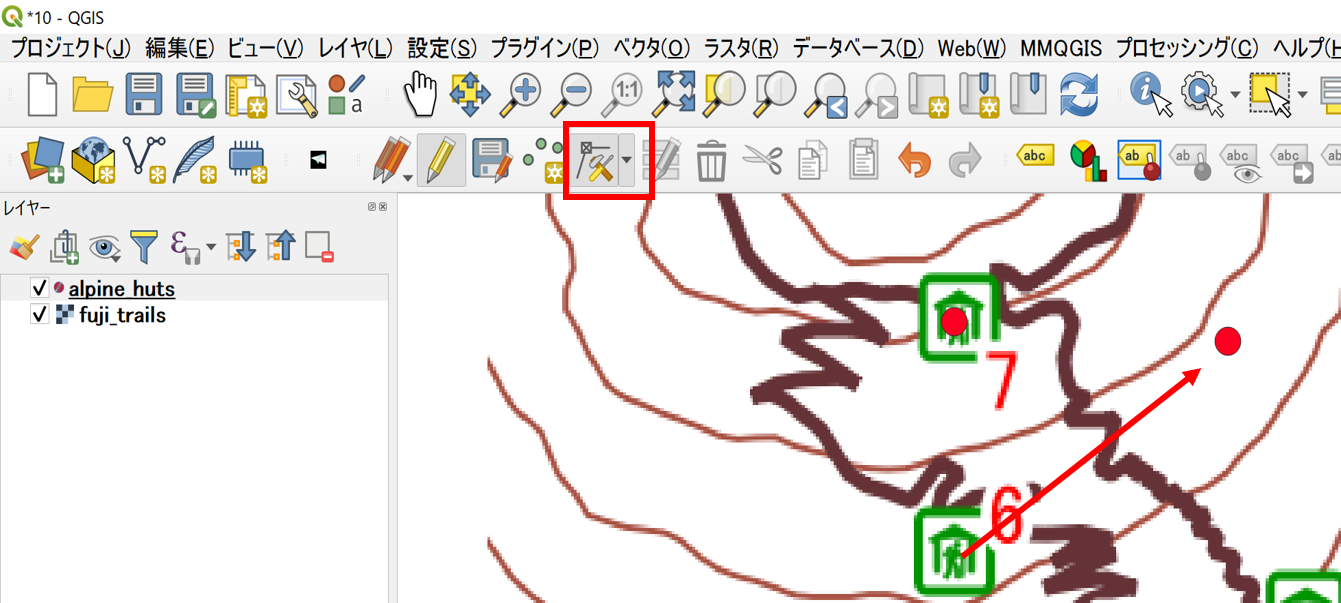 *10 - QGIS
プロジェクト(J) 編集(E) ビュー(V) レイヤ(L) 設定(S) プラグイン(P) ベクタ(O) ラスタ(R) データベース(D) Web(W) MMQGIS プロセッシング(C) ヘルプ(H
a 1:1
abc ab ab abc abc ab
レイヤー
ε
alpine_huts
fuji_trails
7
6